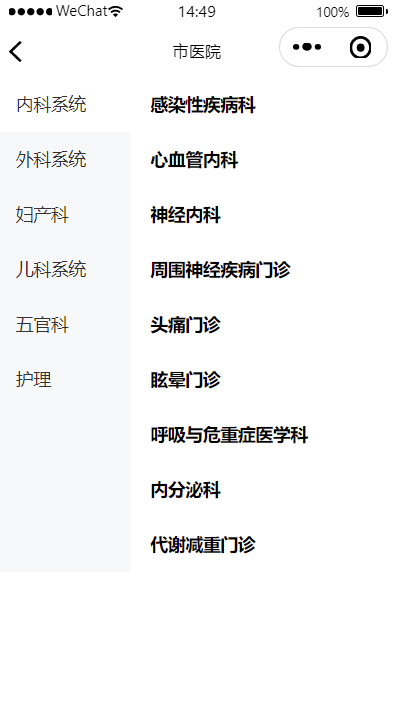 WeChat 14:49 100%
市医院
内科系统
外科系统
妇产科
儿科系统
五官科
护理
感染性疾病科
心血管内科
神经内科
周围神经疾病门诊
头痛门诊
眩晕门诊
呼吸与危重症医学科
内分泌科
代谢减重门诊